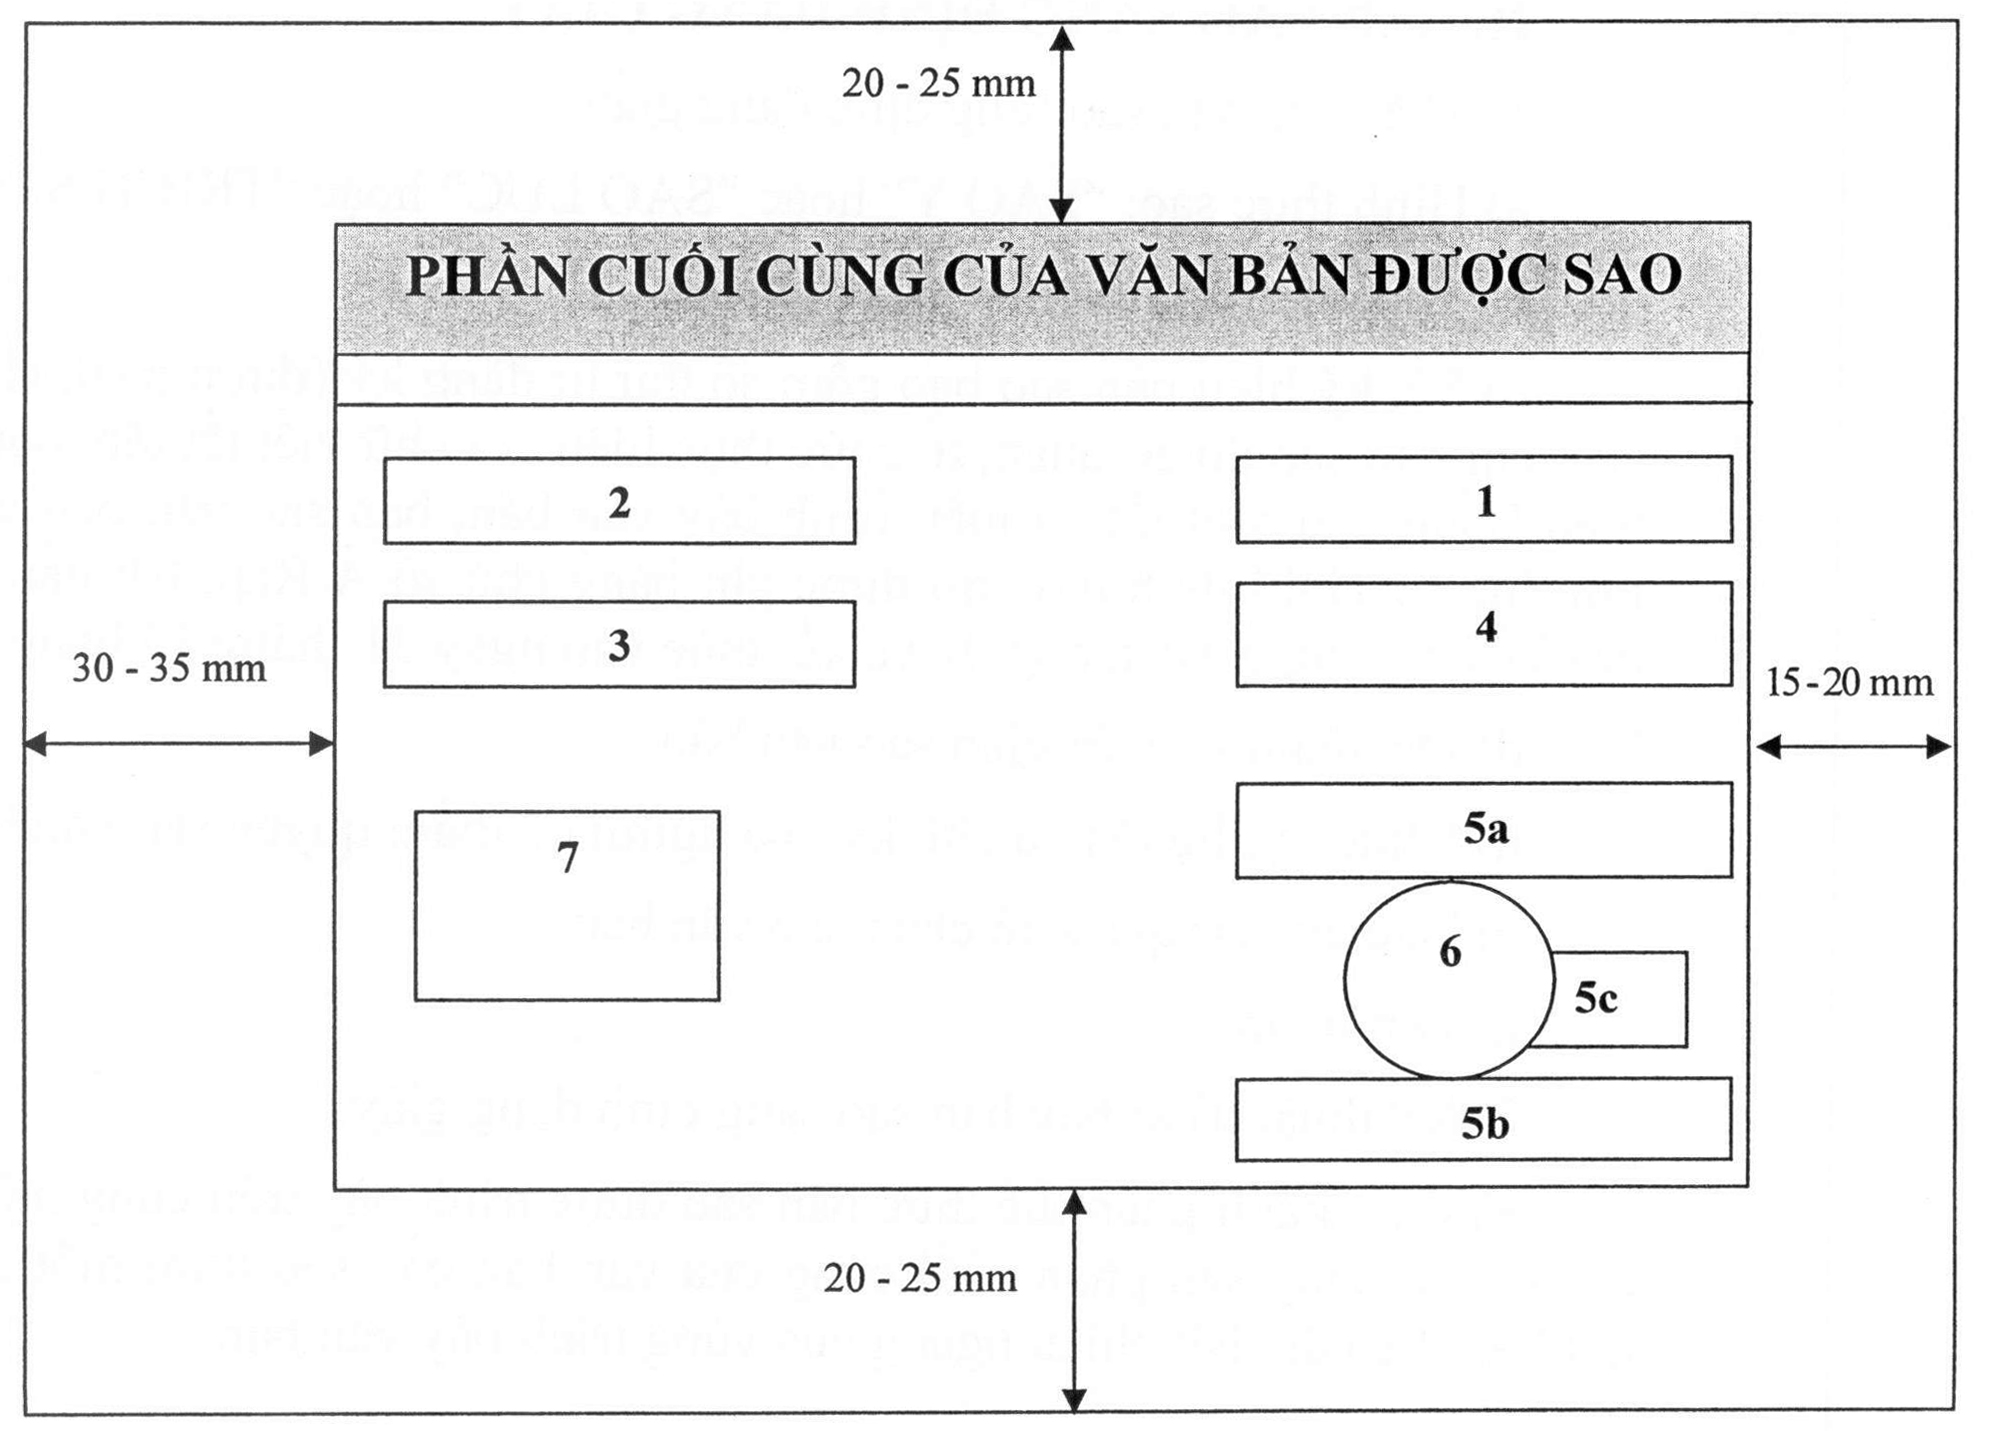 20 - 25 mm
PHẦN CUỐI CÙNG CỦA VĂN BẢN ĐƯỢC SAO
2
1
3
4
30 - 35 mm
15-20 mm
5a
7
6
5c
5b
20 - 25 mm